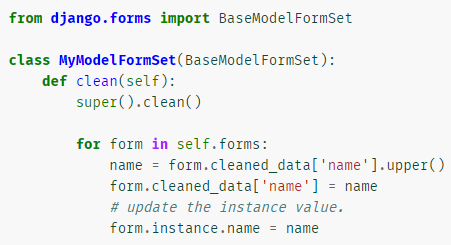 from django.forms import BaseModelFormSet

class MyModelFormSet(BaseModelFormSet):
    def clean(self):
        super().clean()

        for form in self.forms:
            name = form.cleaned_data['name'].upper()
            form.cleaned_data['name'] = name
            # update the instance value.
            form.instance.name = name